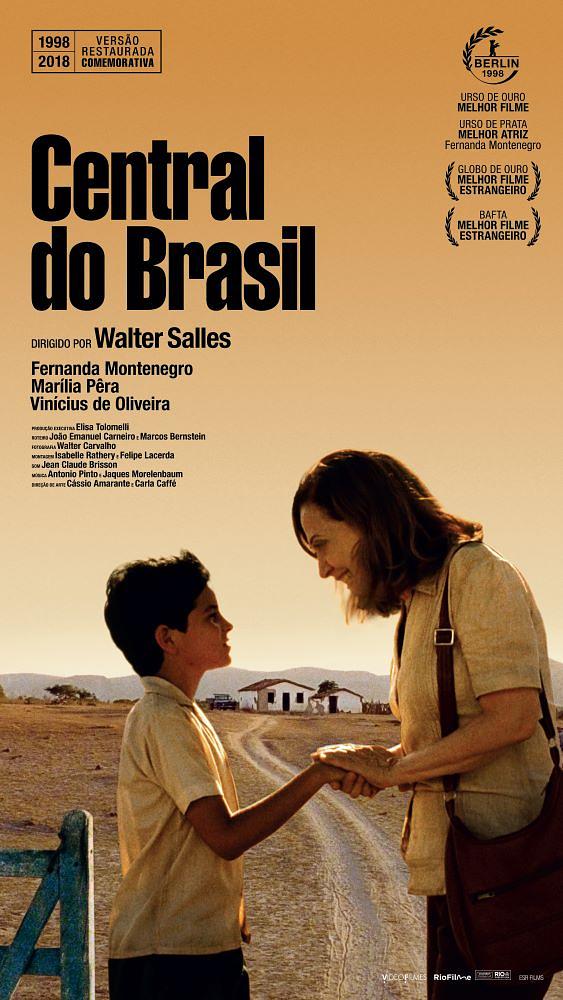 1998
2018
VERSÃO
RESTAURADA
COMEMORATIVA
BERLIN
1998
URSO DE OURO
MELHOR FILME
URSO DE PRATA
MELHOR ATRIZ
Fernanda Montenegro
GLOBO DE OURO
MELHOR FILME
ESTRANGEIRO
BAFTA
MELHOR FILME
ESTRANGEIRO
Central
do Brasil
DIRIGIDO POR Walter Salles
Fernanda Montenegro
Marília Pêra
Vinícius de Oliveira
PRODUÇÃO EXECUTIVA Elisa Tolomelli
ROTEIRO João Emanuel Carneiro E Marcos Bernstein
FOTOGRAFIA Walter Carvalho
MONTAGEM Isabelle Rathery E Felipe Lacerda
SOM Jean Claude Brisson
MÚSICA Antonio Pinto E Jaques Morelenbaum
DIREÇÃO DE ARTE Cássio Amarante E Carla Caffé
VIDEOFILMES RioFilme RIO ESR FILMS